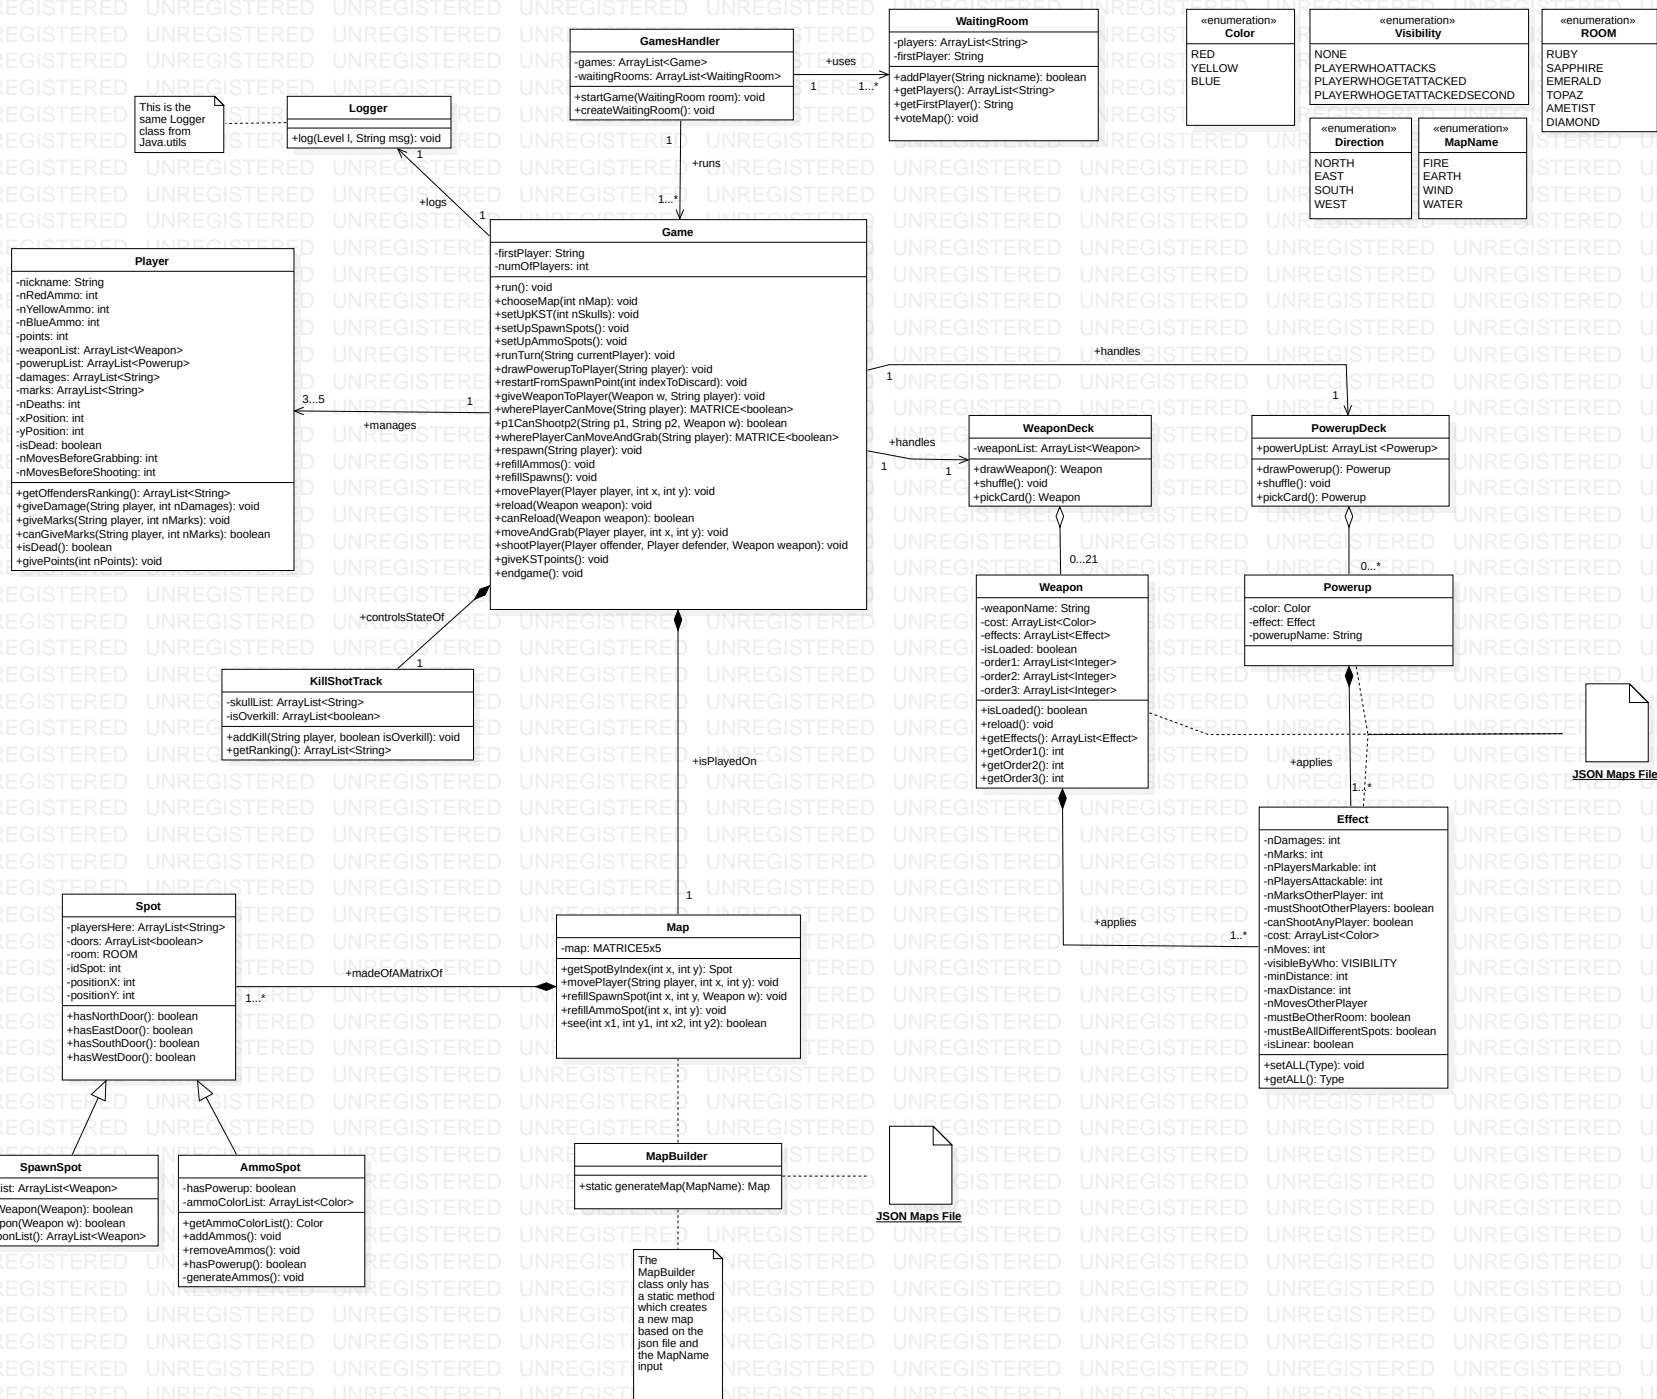 WaitingRoom
-players: ArrayList<String>
-firstPlayer: String
+addPlayer(String nickname): boolean
+getPlayers(): ArrayList<String>
+getFirstPlayer(): String
+voteMap(): void
«enumeration»
Color
RED
YELLOW
BLUE
«enumeration»
Visibility
NONE
PLAYERWHOATTACKS
PLAYERWHOGETATTACKED
PLAYERWHOGETATTACKEDSECOND
«enumeration»
ROOM
RUBY
SAPPHIRE
EMERALD
TOPAZ
AMETIST
DIAMOND
«enumeration»
Direction
NORTH
EAST
SOUTH
WEST
«enumeration»
MapName
FIRE
EARTH
WIND
WATER
GamesHandler
-games: ArrayList<Game>
-waitingRooms: ArrayList<WaitingRoom>
+startGame(WaitingRoom room): void
+createWaitingRoom(): void
+uses
1
1...*
This is the
same Logger
class from
Java.utils
Logger
+log(Level l, String msg): void
1
+logs
1
1
+runs
1...*
Game
-firstPlayer: String
-numOfPlayers: int
+run(): void
+chooseMap(int nMap): void
+setUpKST(int nSkulls): void
+setUpSpawnSpots(): void
+setUpAmmoSpots(): void
+runTurn(String currentPlayer): void
+drawPowerupToPlayer(String player): void
+restartFromSpawnPoint(int indexToDiscard): void
+giveWeaponToPlayer(Weapon w, String player): void
+wherePlayerCanMove(String player): MATRICE<boolean>
+p1CanShootp2(String p1, String p2, Weapon w): boolean
+wherePlayerCanMoveAndGrab(String player): MATRICE<boolean>
+respawn(String player): void
+refillAmmos(): void
+refillSpawns(): void
+movePlayer(Player player, int x, int y): void
+reload(Weapon weapon): void
+canReload(Weapon weapon): boolean
+moveAndGrab(Player player, int x, int y): void
+shootPlayer(Player offender, Player defender, Weapon weapon): void
+giveKSTpoints(): void
+endgame(): void
Player
-nickname: String
-nRedAmmo: int
-nYellowAmmo: int
-nBlueAmmo: int
-points: int
-weaponList: ArrayList<Weapon>
-powerupList: ArrayList<Powerup>
-damages: ArrayList<String>
-marks: ArrayList<String>
-nDeaths: int
-xPosition: int
-yPosition: int
-isDead: boolean
-nMovesBeforeGrabbing: int
-nMovesBeforeShooting: int
+getOffendersRanking(): ArrayList<String>
+giveDamage(String player, int nDamages): void
+giveMarks(String player, int nMarks): void
+canGiveMarks(String player, int nMarks): boolean
+isDead(): boolean
+givePoints(int nPoints): void
3...5
1
+manages
+handles
1
1
+handles
1
1
WeaponDeck
-weaponList: ArrayList<Weapon>
+drawWeapon(): Weapon
+shuffle(): void
+pickCard(): Weapon
PowerupDeck
+powerUpList: ArrayList <Powerup>
+drawPowerup(): Powerup
+shuffle(): void
+pickCard(): Powerup
0...21
0...*
Weapon
-weaponName: String
-cost: ArrayList<Color>
-effects: ArrayList<Effect>
-isLoaded: boolean
-order1: ArrayList<Integer>
-order2: ArrayList<Integer>
-order3: ArrayList<Integer>
+isLoaded(): boolean
+reload(): void
+getEffects(): ArrayList<Effect>
+getOrder1(): int
+getOrder2(): int
+getOrder3(): int
Powerup
-color: Color
-effect: Effect
-powerupName: String
+controlsStateOf
1
KillShotTrack
-skullList: ArrayList<String>
-isOverkill: ArrayList<boolean>
+addKill(String player, boolean isOverkill): void
+getRanking(): ArrayList<String>
+isPlayedOn
1
+applies
1...*
JSON Maps File
Effect
-nDamages: int
-nMarks: int
-nPlayersMarkable: int
-nPlayersAttackable: int
-nMarksOtherPlayer: int
-mustShootOtherPlayers: boolean
-canShootAnyPlayer: boolean
-cost: ArrayList<Color>
-nMoves: int
-visibleByWho: VISIBILITY
-minDistance: int
-maxDistance: int
-nMovesOtherPlayer
-mustBeOtherRoom: boolean
-mustBeAllDifferentSpots: boolean
-isLinear: boolean
+setALL(Type): void
+getALL(): Type
+applies
1..*
Spot
-playersHere: ArrayList<String>
-doors: ArrayList<boolean>
-room: ROOM
-idSpot: int
-positionX: int
-positionY: int
+hasNorthDoor(): boolean
+hasEastDoor(): boolean
+hasSouthDoor(): boolean
+hasWestDoor(): boolean
+madeOfAMatrixOf
1...*
Map
-map: MATRICE5x5
+getSpotByIndex(int x, int y): Spot
+movePlayer(String player, int x, int y): void
+refillSpawnSpot(int x, int y, Weapon w): void
+refillAmmoSpot(int x, int y): void
+see(int x1, int y1, int x2, int y2): boolean
SpawnSpot
ist: ArrayList<Weapon>
Weapon(Weapon): boolean
pon(Weapon w): boolean
ponList(): ArrayList<Weapon>
AmmoSpot
-hasPowerup: boolean
-ammoColorList: ArrayList<Color>
+getAmmoColorList(): Color
+addAmmos(): void
+removeAmmos(): void
+hasPowerup(): boolean
-generateAmmos(): void
MapBuilder
+static generateMap(MapName): Map
JSON Maps File
The
MapBuilder
class only has
a static method
which creates
a new map
based on the
json file and
the MapName
input